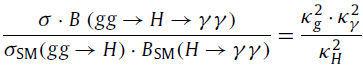 σ · B (gg → H → γγ) / σ_SM(gg → H) · B_SM(H → γγ) = κ_g^2 · κ_γ^2 / κ_H^2